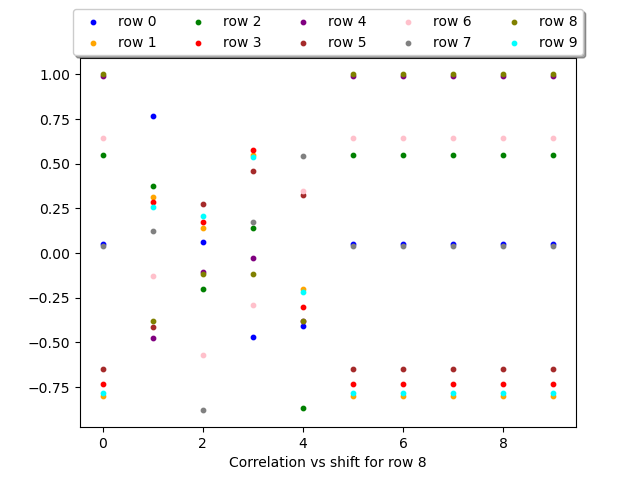 row 0 row 2 row 4 row 6 row 8
row 1 row 3 row 5 row 7 row 9
1.00
0.75
0.50
0.25
0.00
−0.25
−0.50
−0.75
0 2 4 6 8
Correlation vs shift for row 8